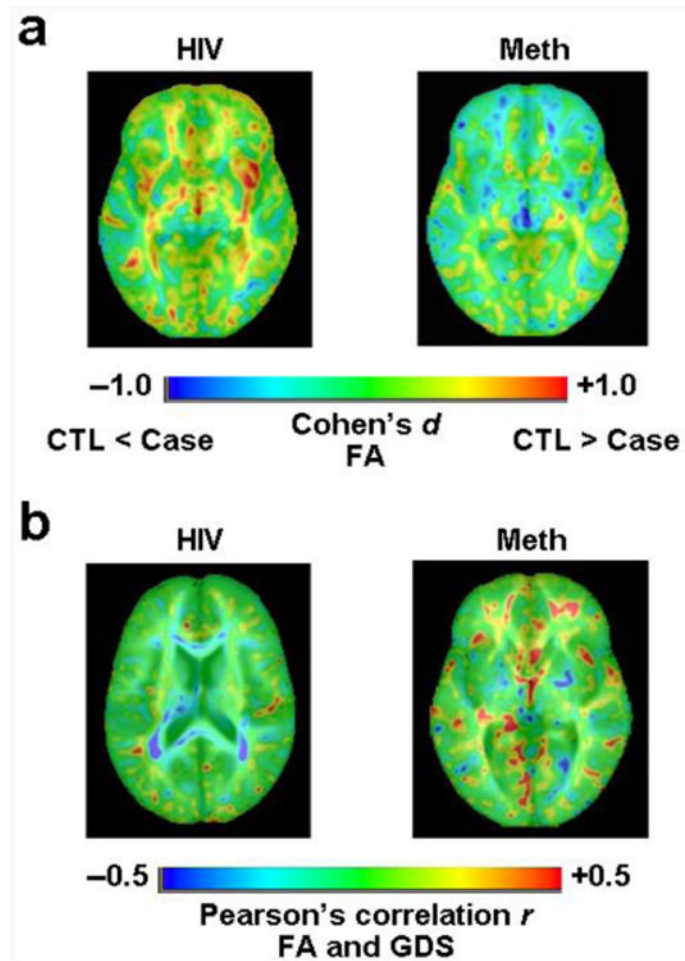 a
HIV Meth
–1.0 +1.0
CTL < Case Cohen's d CTL > Case
FA
b
HIV Meth
–0.5 +0.5
Pearson's correlation r
FA and GDS